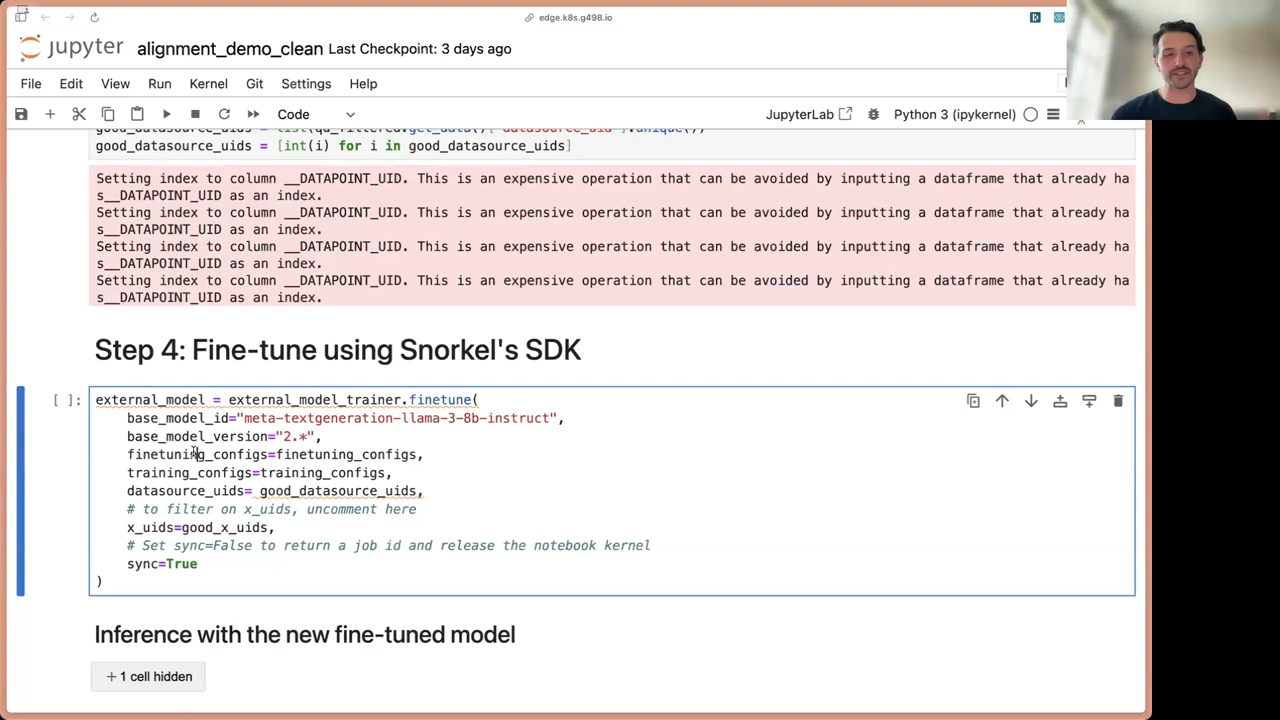 edge.k8s.g498.io
jupyter alignment_demo_clean Last Checkpoint: 3 days ago
File Edit View Run Kernel Git Settings Help
Code JupyterLab Python 3 (ipykernel)
good_datasource_uids = list(qd_filtered.get_data()["datasource_uid"].unique())
good_datasource_uids = [int(i) for i in good_datasource_uids]
Setting index to column __DATAPOINT_UID. This is an expensive operation that can be avoided by inputting a dataframe that already ha
s__DATAPOINT_UID as an index.
Setting index to column __DATAPOINT_UID. This is an expensive operation that can be avoided by inputting a dataframe that already ha
s__DATAPOINT_UID as an index.
Setting index to column __DATAPOINT_UID. This is an expensive operation that can be avoided by inputting a dataframe that already ha
s__DATAPOINT_UID as an index.
Setting index to column __DATAPOINT_UID. This is an expensive operation that can be avoided by inputting a dataframe that already ha
s__DATAPOINT_UID as an index.
Step 4: Fine-tune using Snorkel's SDK
[ ]: external_model = external_model_trainer.finetune(
base_model_id="meta-textgeneration-llama-3-8b-instruct",
base_model_version="2.*",
finetuning_configs=finetuning_configs,
training_configs=training_configs,
datasource_uids= good_datasource_uids,
# to filter on x_uids, uncomment here
x_uids=good_x_uids,
# Set sync=False to return a job id and release the notebook kernel
sync=True
)
Inference with the new fine-tuned model
+ 1 cell hidden